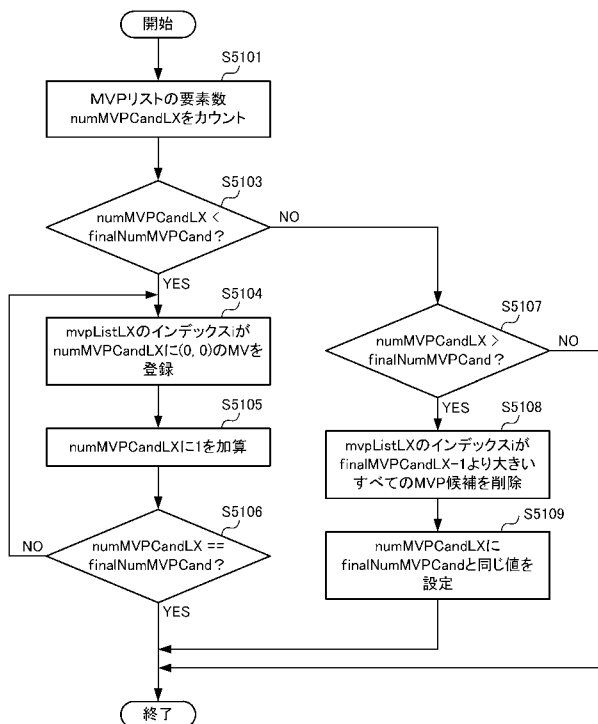 開始
S5101
MVPリストの要素数
numMVPCandLXをカウント
S5103
numMVPCandLX <
finalNumMVPCand?
NO
YES
S5104
mvpListLXのインデックスiが
numMVPCandLXに(0, 0)のMVを
登録
S5105
numMVPCandLXに1を加算
S5106
numMVPCandLX ==
finalNumMVPCand?
NO
YES
S5107
numMVPCandLX >
finalNumMVPCand?
NO
YES
S5108
mvpListLXのインデックスiが
finalMVPCandLX-1より大きい
すべてのMVP候補を削除
S5109
numMVPCandLXに
finalNumMVPCandと同じ値を
設定
終了